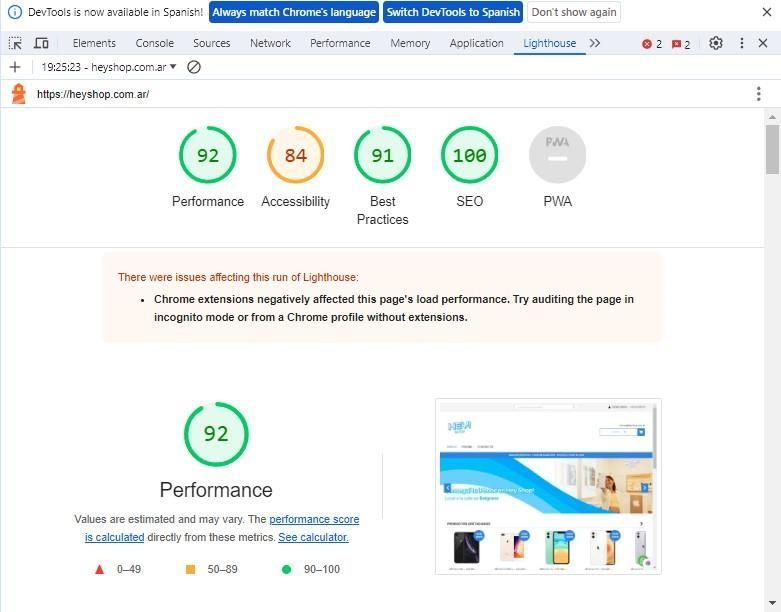 DevTools is now available in Spanish! Always match Chrome's language Switch DevTools to Spanish Don't show again
Elements Console Sources Network Performance Memory Application Lighthouse 2 2
19:25:23 - heyshop.com.ar
https://heyshop.com.ar/
92 84 91 100 PWA
Performance Accessibility Best Practices SEO PWA
There were issues affecting this run of Lighthouse:
• Chrome extensions negatively affected this page's load performance. Try auditing the page in
incognito mode or from a Chrome profile without extensions.
92
Performance
Values are estimated and may vary. The performance score
is calculated directly from these metrics. See calculator.
0–49 50–89 90–100